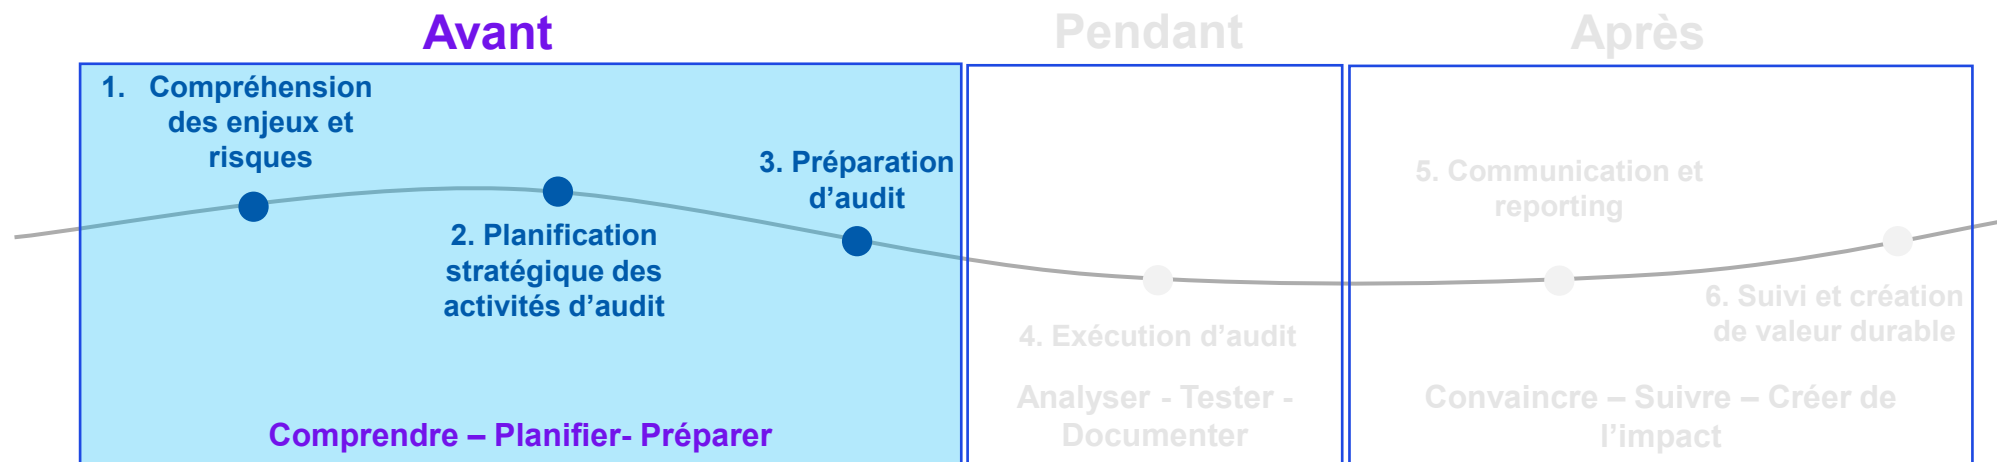 Avant
1. Compréhension
des enjeux et
risques
2. Planification
stratégique des
activités d’audit
3. Préparation
d’audit
Comprendre – Planifier- Préparer
Pendant
4. Exécution d’audit
Analyser - Tester -
Documenter
Après
5. Communication et
reporting
6. Suivi et création
de valeur durable
Convaincre – Suivre – Créer de
l’impact